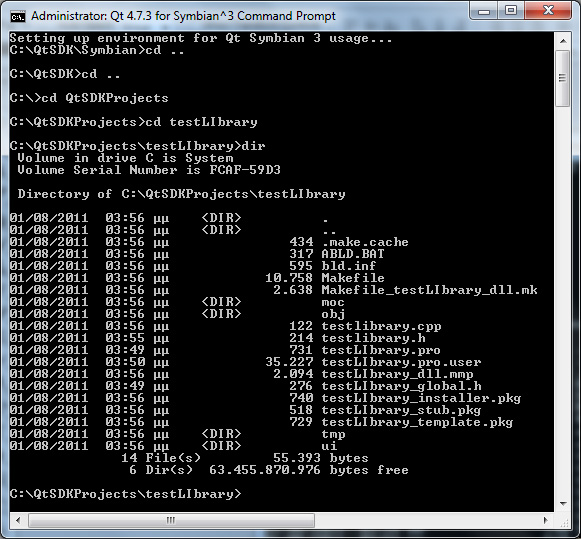 Administrator: Qt 4.7.3 for Symbian^3 Command Prompt
Setting up environment for Qt Symbian 3 usage...
C:\QtSDK\Symbian>cd ..
C:\QtSDK>cd ..
C:\>cd QtSDKProjects
C:\QtSDKProjects>cd testLIbrary
C:\QtSDKProjects\testLIbrary>dir
Volume in drive C is System
Volume Serial Number is FCAF-59D3
Directory of C:\QtSDKProjects\testLIbrary
01/08/2011 03:56 μμ <DIR> .
01/08/2011 03:56 μμ <DIR> ..
01/08/2011 03:56 μμ 434 .make.cache
01/08/2011 03:56 μμ 317 ABLD.BAT
01/08/2011 03:56 μμ 595 bld.inf
01/08/2011 03:56 μμ 10.758 Makefile
01/08/2011 03:56 μμ 2.638 Makefile_testLIbrary_dll.mk
01/08/2011 03:56 μμ <DIR> moc
01/08/2011 03:56 μμ <DIR> obj
01/08/2011 03:56 μμ 122 testlibrary.cpp
01/08/2011 03:55 μμ 214 tes­tlibrary.h
01/08/2011 03:49 μμ 731 testLIbrary.pro
01/08/2011 03:50 μμ 35.227 testLIbrary.pro.user
01/08/2011 03:56 μμ 2.094 testLIbrary_dll.mmp
01/08/2011 03:49 μμ 276 testLIbrary_global.h
01/08/2011 03:56 μμ 740 testLIbrary_installer.pkg
01/08/2011 03:56 μμ 518 testLIbrary_stub.pkg
01/08/2011 03:56 μμ 729 testLIbrary_template.pkg
01/08/2011 03:56 μμ <DIR> tmp
01/08/2011 03:56 μμ <DIR> ui
14 File(s) 55.393 bytes
6 Dir(s) 63.455.870.976 bytes free
C:\QtSDKProjects\testLIbrary>